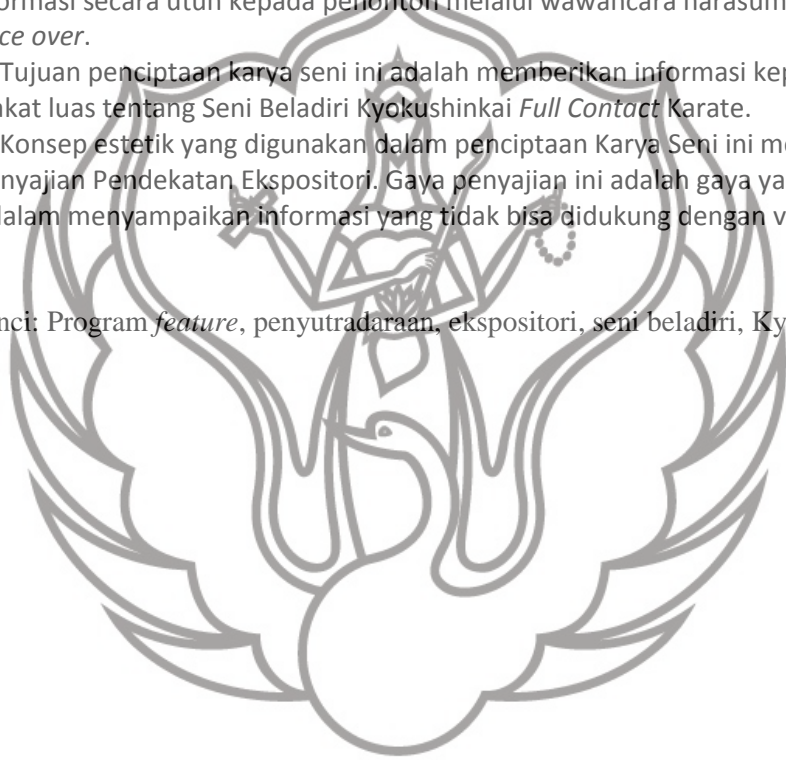 ormasi secara utuh kepada penonton melalui wawancara narasum
ce over.
Tujuan penciptaan karya seni ini adalah memberikan informasi kep
kat luas tentang Seni Beladiri Kyokushinkai Full Contact Karate.
Konsep estetik yang digunakan dalam penciptaan Karya Seni ini me
nyajian Pendekatan Ekspositori. Gaya penyajian ini adalah gaya ya
dalam menyampaikan informasi yang tidak bisa didukung dengan v
nci: Program feature, penyutradaraan, ekspositori, seni beladiri, Ky